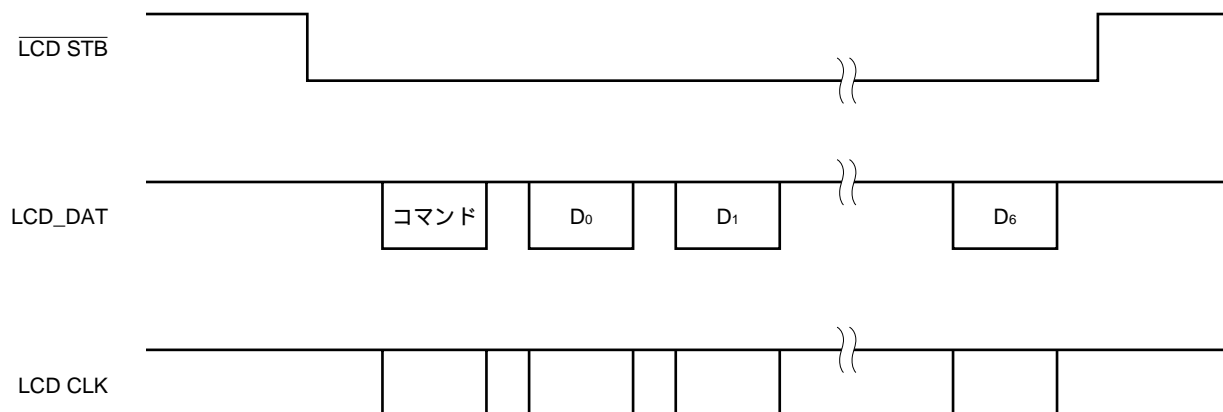 LCD STB
LCD_DAT
コマンド
D₀
D₁
D₆
LCD CLK